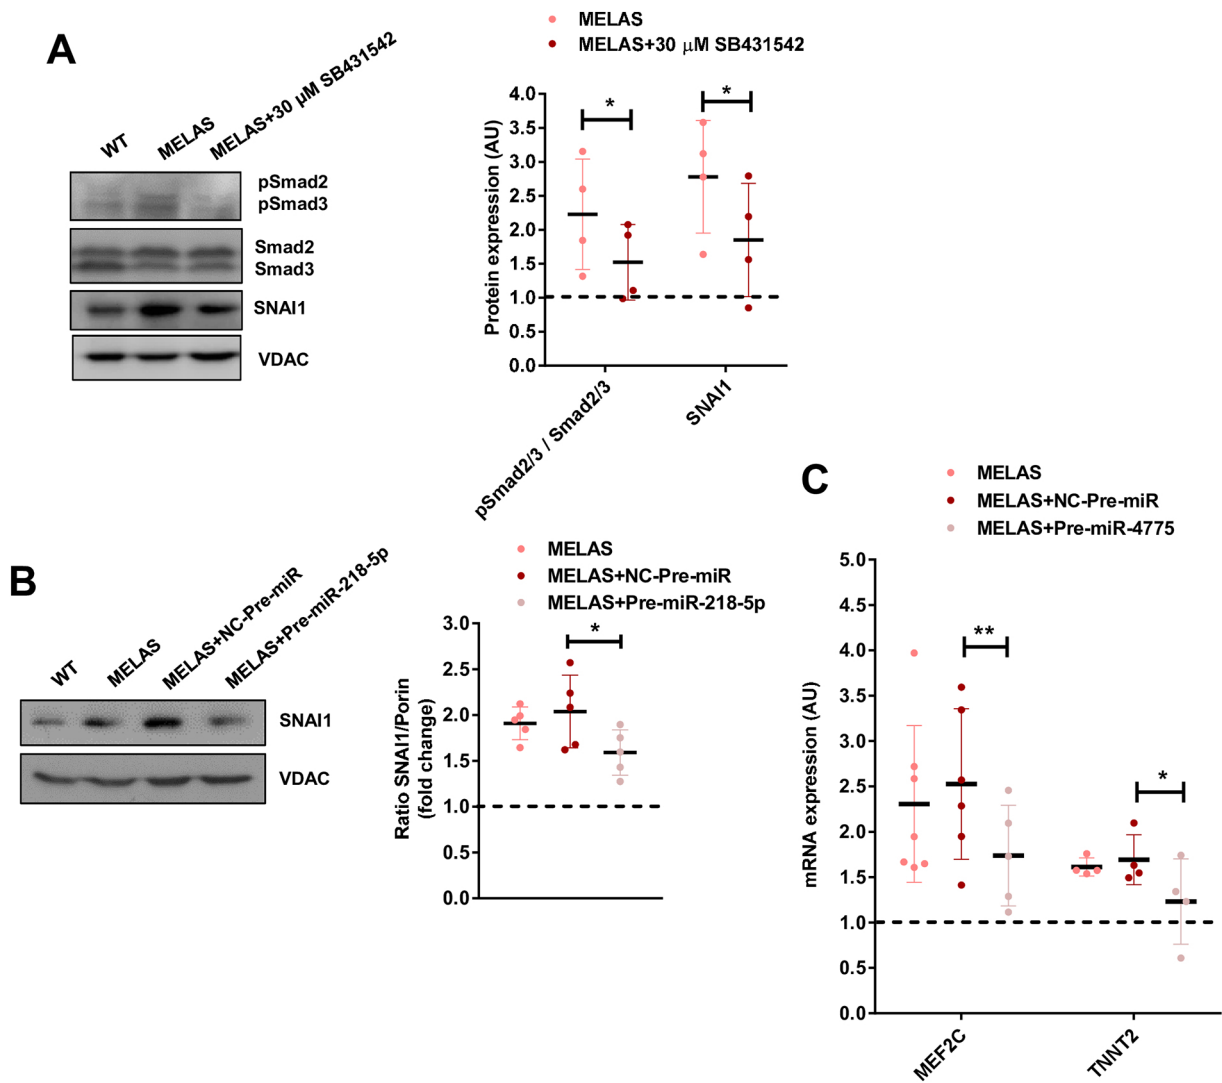 A
WT
MELAS
MELAS+30 µM SB431542
pSmad2
pSmad3
Smad2
Smad3
SNAI1
VDAC
MELAS
MELAS+30 μM SB431542
Protein expression (AU)
4.0
3.5
3.0
2.5
2.0
1.5
1.0
0.5
0.0
*
*
pSmad2/3 / Smad2/3
SNAI1
B
WT
MELAS
MELAS+NC-Pre-miR
MELAS+Pre-miR-218-5p
SNAI1
VDAC
MELAS
MELAS+NC-Pre-miR
MELAS+Pre-miR-218-5p
Ratio SNAI1/Porin
(fold change)
3.0
2.5
2.0
1.5
1.0
0.5
0.0
*
C
MELAS
MELAS+NC-Pre-miR
MELAS+Pre-miR-4775
mRNA expression (AU)
5.0
4.5
4.0
3.5
3.0
2.5
2.0
1.5
1.0
0.5
0.0
**
*
MEF2C
TNNT2